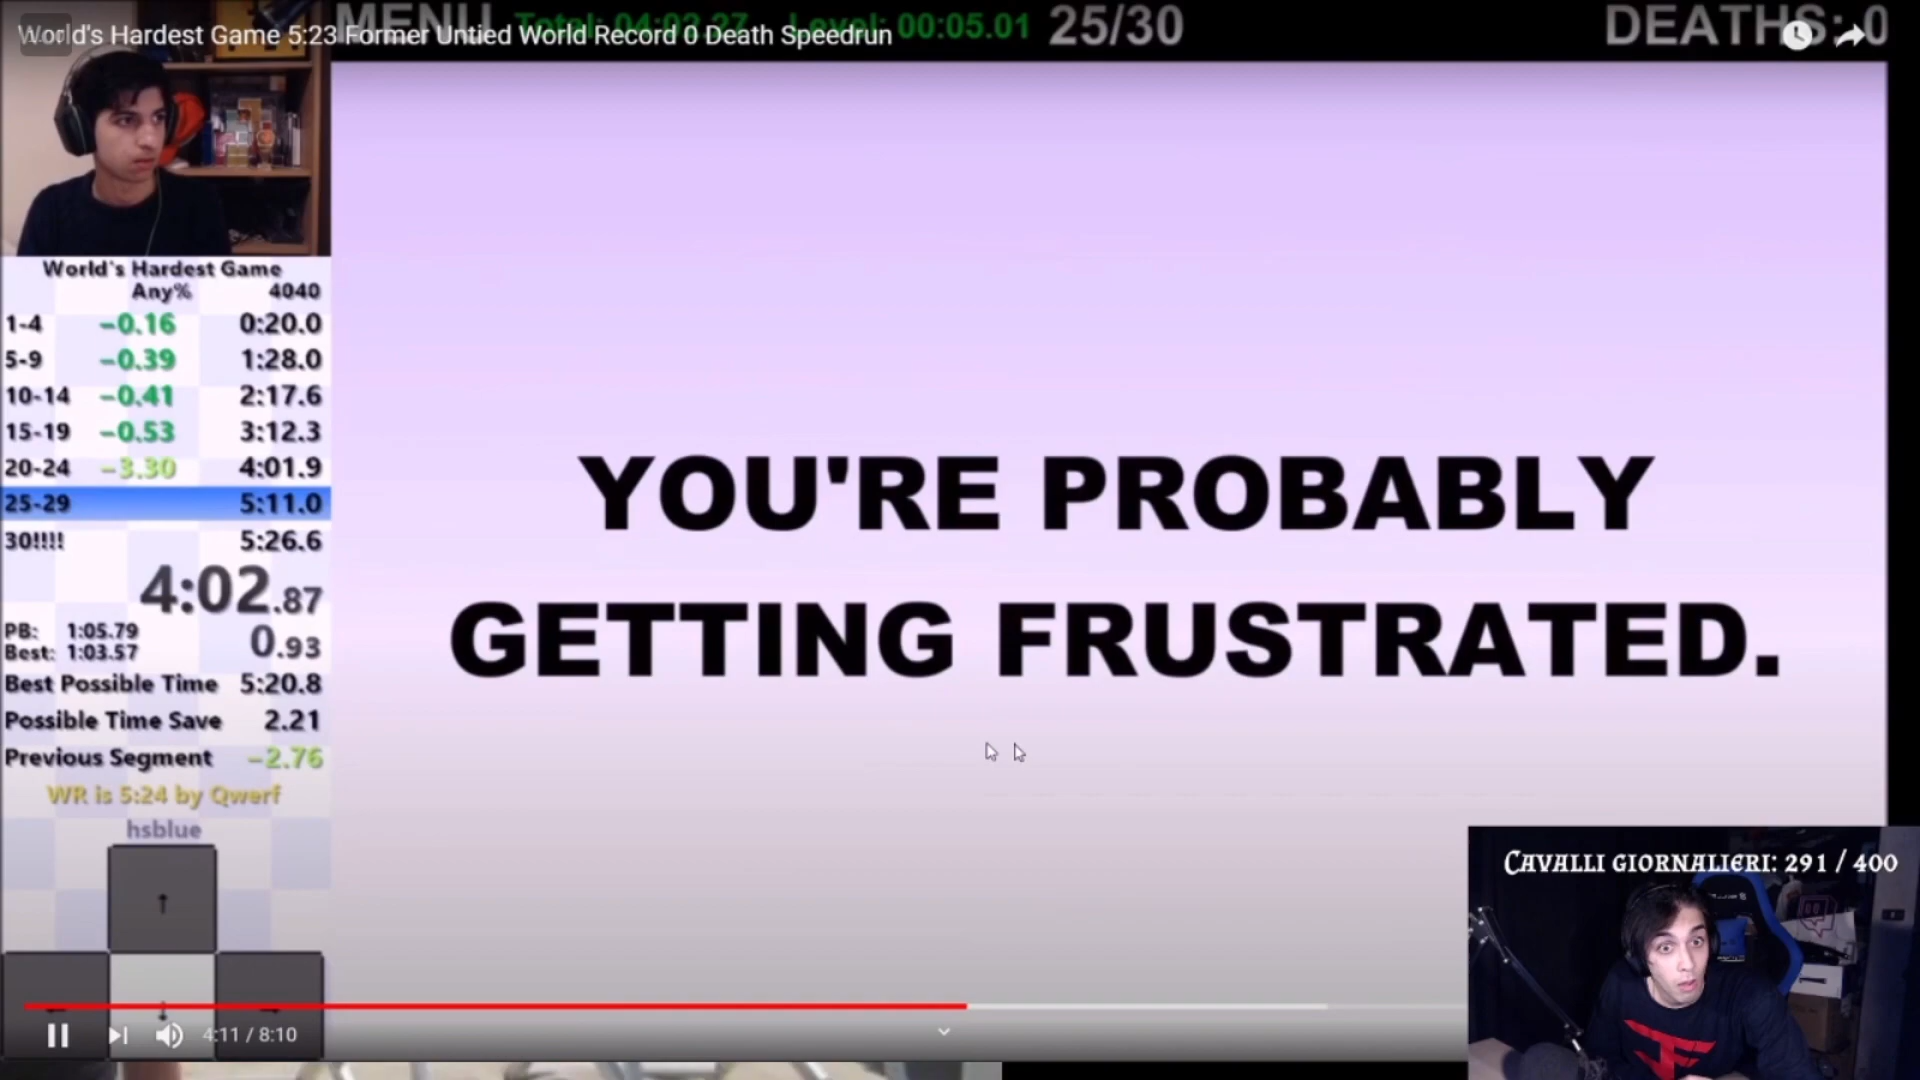 MENU Total: 04:02.27 Level: 00:05.01 25/30 DEATHS: 0
World's Hardest Game 5:23 Former Untied World Record 0 Death Speedrun
YOU'RE PROBABLY
GETTING FRUSTRATED.
World's Hardest Game
Any% 4040
1-4 -0.16 0:20.0
5-9 -0.39 1:28.0
10-14 -0.41 2:17.6
15-19 -0.53 3:12.3
20-24 -3.30 4:01.9
25-29 5:11.0
30!!!! 5:26.6
4:02.87
PB: 1:05.79 0.93
Best: 1:03.57
Best Possible Time 5:20.8
Possible Time Save 2.21
Previous Segment -2.76
WR is 5:24 by Qwerf
hsblue
CAVALLI GIORNALIERI: 291 / 400
4:11 / 8:10